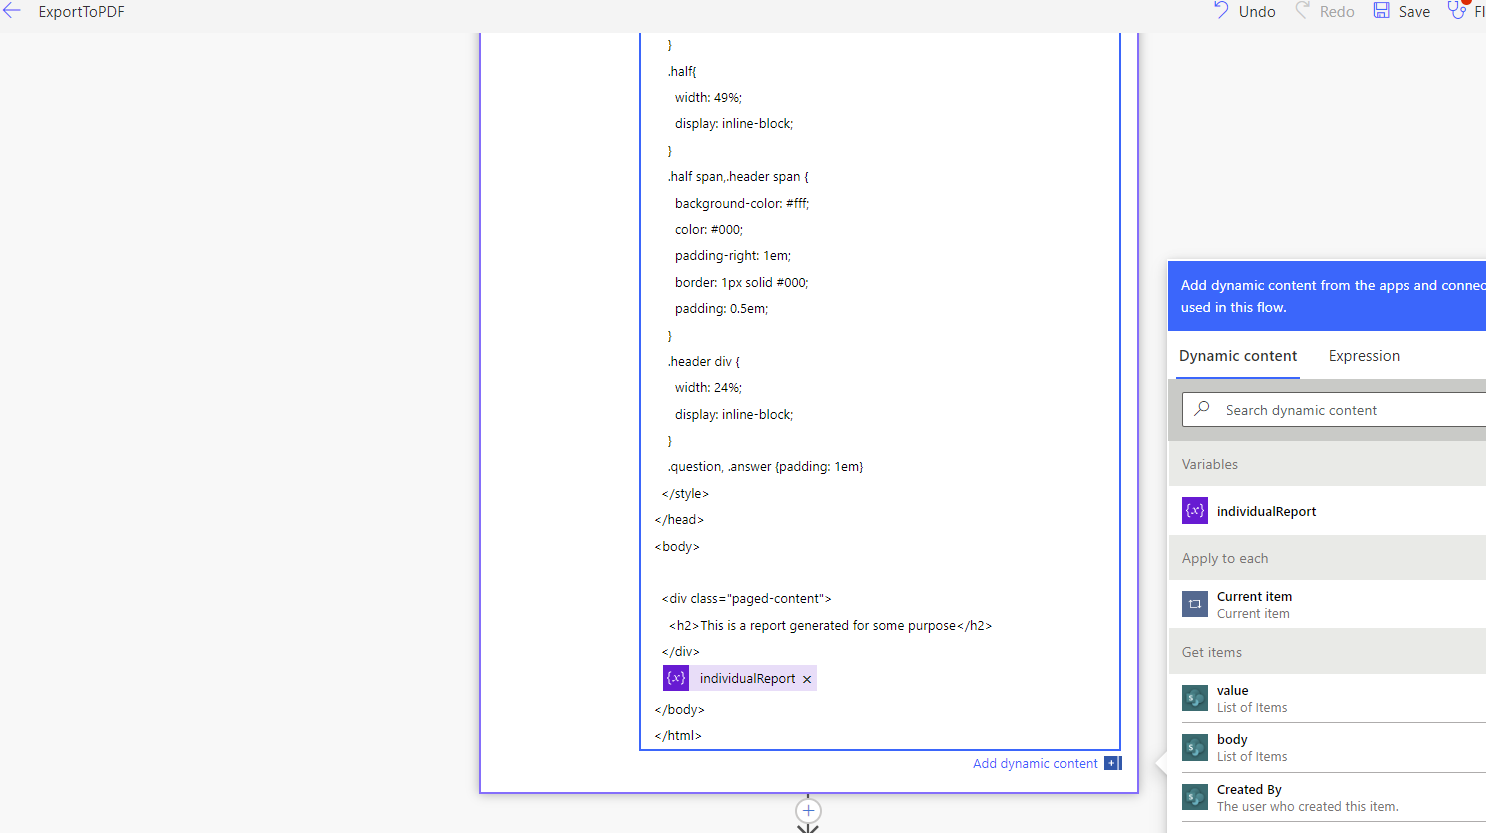 ExportToPDF
Undo
Redo
Save
Fl
}
.half{
width: 49%;
display: inline-block;
}
.half span,.header span {
background-color: #fff;
color: #000;
padding-right: 1em;
border: 1px solid #000;
padding: 0.5em;
}
.header div {
width: 24%;
display: inline-block;
}
.question, .answer {padding: 1em}
</style>
</head>
<body>
<div class="paged-content">
<h2>This is a report generated for some purpose</h2>
</div>
{x} individualReport ×
</body>
</html>
Add dynamic content
Add dynamic content from the apps and connec
used in this flow.
Dynamic content
Expression
Search dynamic content
Variables
{x} individualReport
Apply to each
Current item
Current item
Get items
value
List of Items
body
List of Items
Created By
The user who created this item.